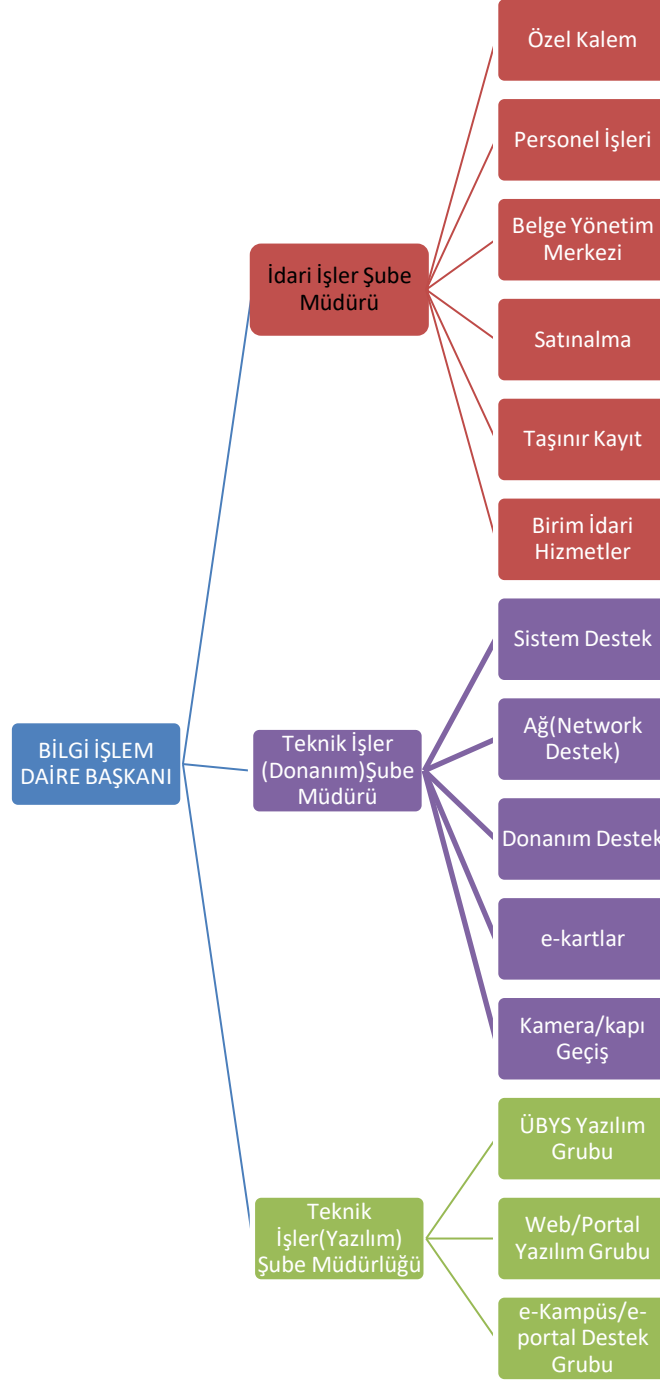 Özel Kalem
Personel İşleri
Belge Yönetim
Merkezi
İdari İşler Şube
Müdürü
Satınalma
Taşınır Kayıt
Birim İdari
Hizmetler
Sistem Destek
Ağ(Network
Destek)
BİLGİ İŞLEM
DAİRE BAŞKANI
Teknik İşler
(Donanım)Şube
Müdürü
Donanım Destek
e-kartlar
Kamera/kapı
Geçiş
ÜBYS Yazılım
Grubu
Teknik
İşler(Yazılım)
Şube Müdürlüğü
Web/Portal
Yazılım Grubu
e-Kampüs/e-
portal Destek
Grubu